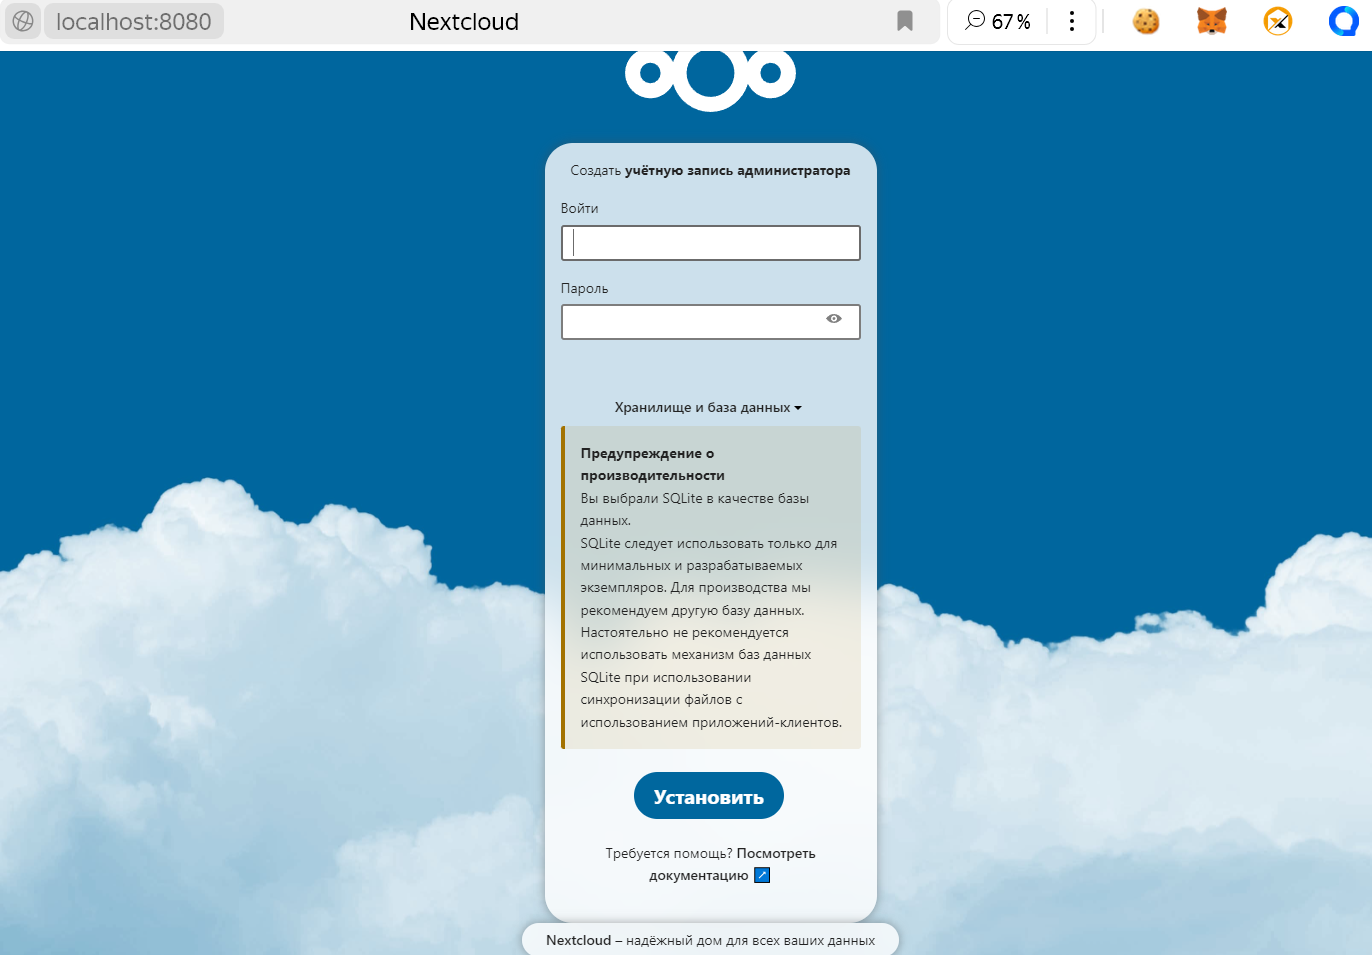 localhost:8080
Nextcloud
67 %
Создать учётную запись администратора
Войти
Пароль
Хранилище и база данных
Предупреждение о
производительности
Вы выбрали SQLite в качестве базы
данных.
SQLite следует использовать только для
минимальных и разрабатываемых
экземпляров. Для производства мы
рекомендуем другую базу данных.
Настоятельно не рекомендуется
использовать механизм баз данных
SQLite при использовании
синхронизации файлов с
использованием приложений-клиентов.
Установить
Требуется помощь? Посмотреть
документацию
Nextcloud – надёжный дом для всех ваших данных